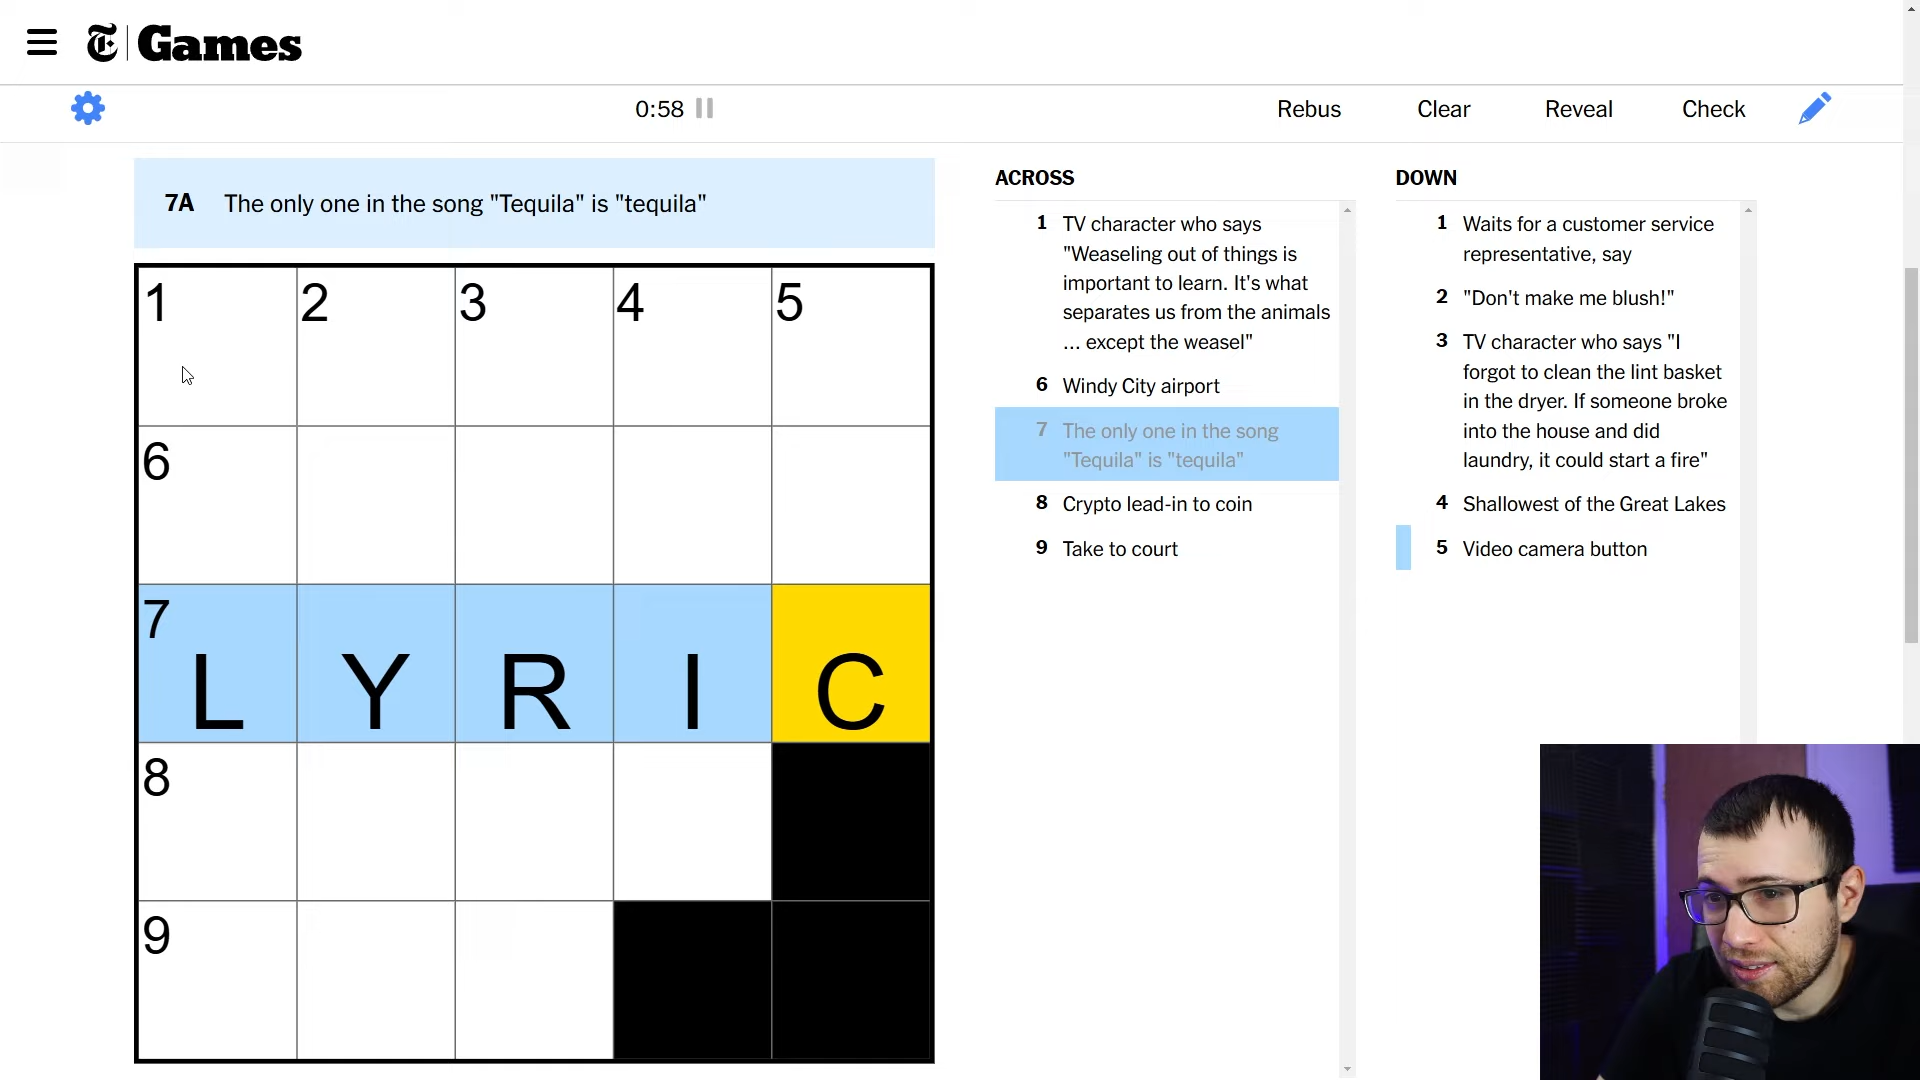 T Games
0:58
Rebus Clear Reveal Check
7A The only one in the song "Tequila" is "tequila"
1 2 3 4 5
6
7
L Y R I C
8
9
ACROSS
1 TV character who says
"Weaseling out of things is
important to learn. It's what
separates us from the animals
... except the weasel"
6 Windy City airport
7 The only one in the song
"Tequila" is "tequila"
8 Crypto lead-in to coin
9 Take to court
DOWN
1 Waits for a customer service
representative, say
2 "Don't make me blush!"
3 TV character who says "I
forgot to clean the lint basket
in the dryer. If someone broke
into the house and did
laundry, it could start a fire"
4 Shallowest of the Great Lakes
5 Video camera button